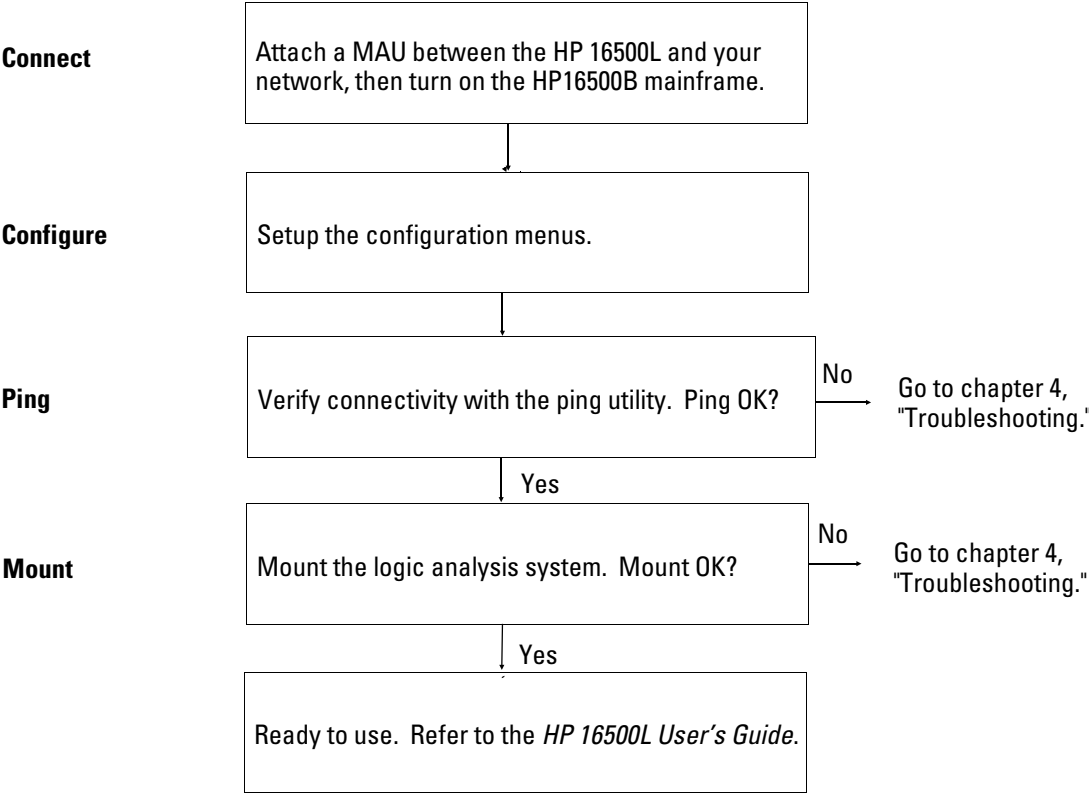 Connect
Attach a MAU between the HP 16500L and your
network, then turn on the HP16500B mainframe.
Configure
Setup the configuration menus.
Ping
Verify connectivity with the ping utility. Ping OK?
No
Go to chapter 4,
"Troubleshooting."
Yes
Mount
Mount the logic analysis system. Mount OK?
No
Go to chapter 4,
"Troubleshooting."
Yes
Ready to use. Refer to the HP 16500L User's Guide.